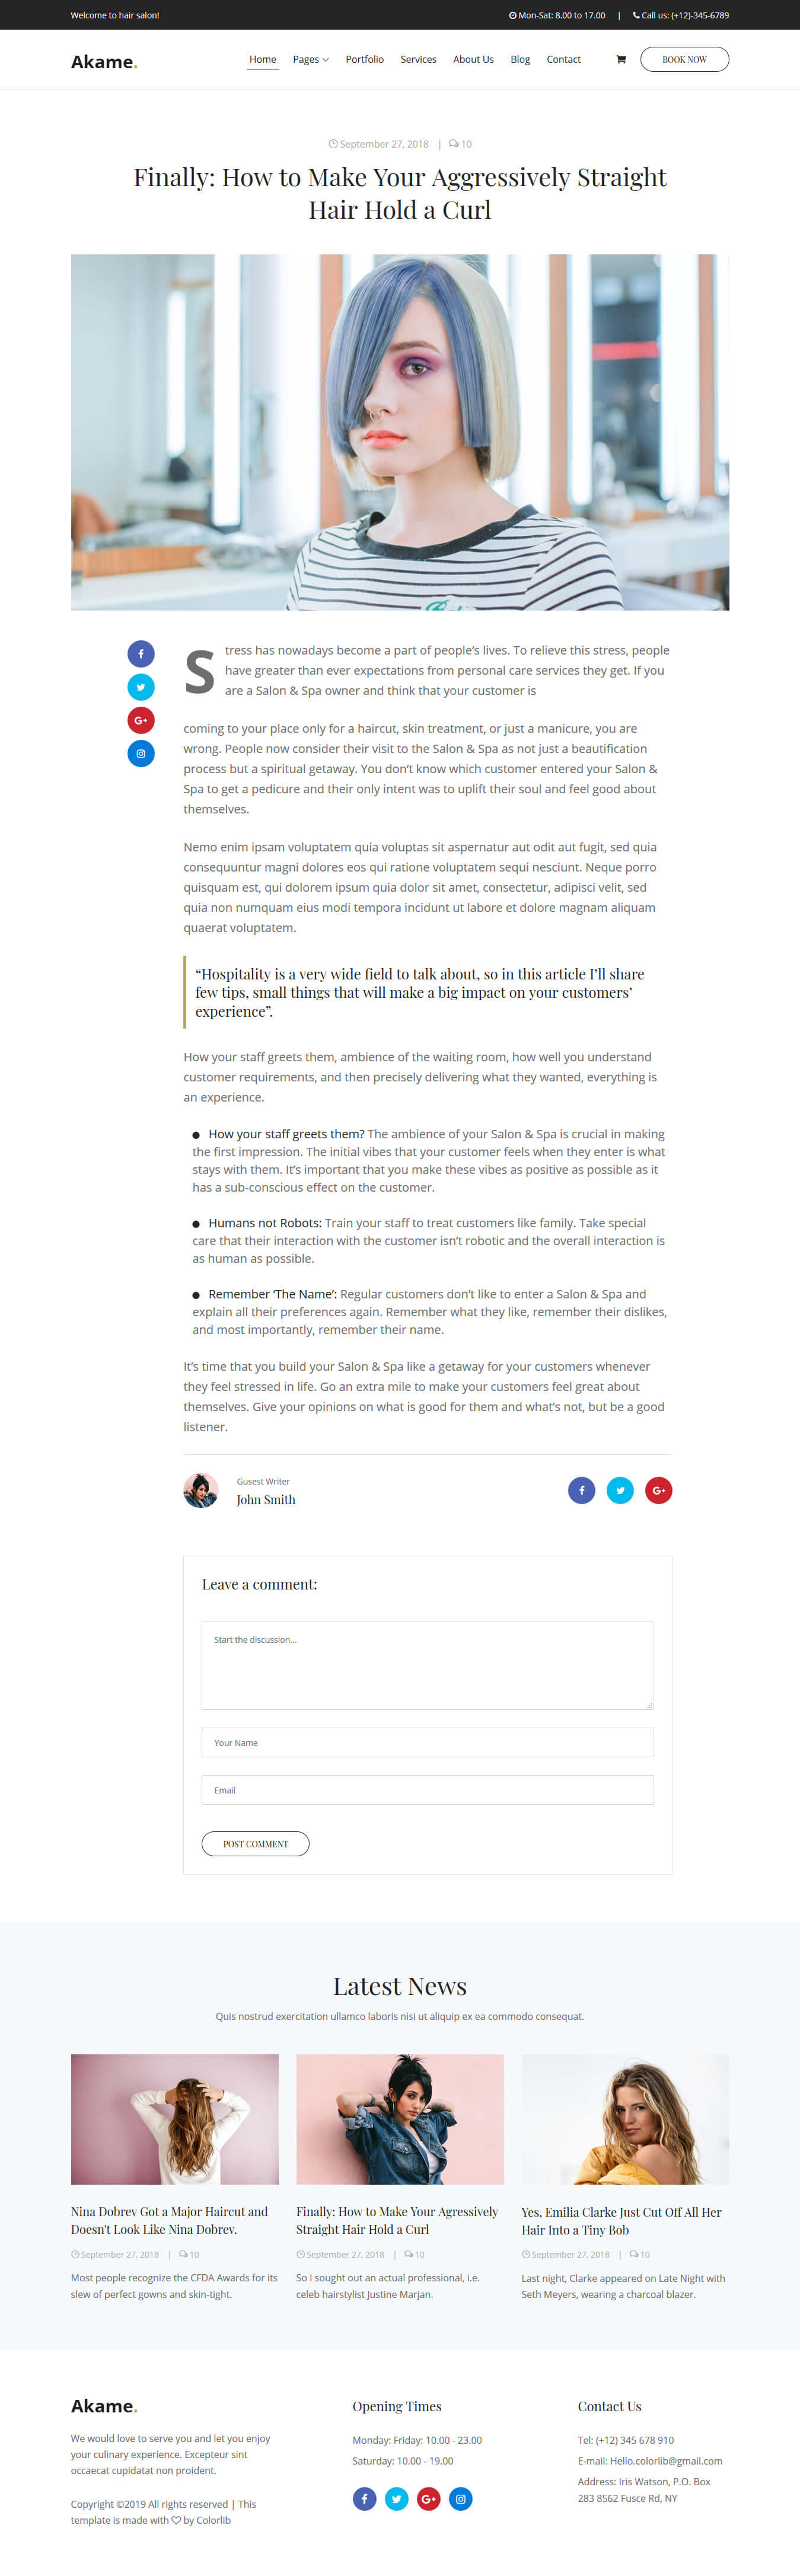 Welcome to hair salon!
Mon-Sat: 8.00 to 17.00 | Call us: (+12)-345-6789
Akame.
Home Pages Portfolio Services About Us Blog Contact
BOOK NOW
September 27, 2018 | 10
Finally: How to Make Your Aggressively Straight
Hair Hold a Curl
Stress has nowadays become a part of people’s lives. To relieve this stress, people
have greater than ever expectations from personal care services they get. If you
are a Salon & Spa owner and think that your customer is
coming to your place only for a haircut, skin treatment, or just a manicure, you are
wrong. People now consider their visit to the Salon & Spa as not just a beautification
process but a spiritual getaway. You don’t know which customer entered your Salon &
Spa to get a pedicure and their only intent was to uplift their soul and feel good about
themselves.
Nemo enim ipsam voluptatem quia voluptas sit aspernatur aut odit aut fugit, sed quia
consequuntur magni dolores eos qui ratione voluptatem sequi nesciunt. Neque porro
quisquam est, qui dolorem ipsum quia dolor sit amet, consectetur, adipisci velit, sed
quia non numquam eius modi tempora incidunt ut labore et dolore magnam aliquam
quaerat voluptatem.
“Hospitality is a very wide field to talk about, so in this article I’ll share
few tips, small things that will make a big impact on your customers’
experience”.
How your staff greets them, ambience of the waiting room, how well you understand
customer requirements, and then precisely delivering what they wanted, everything is
an experience.
● How your staff greets them? The ambience of your Salon & Spa is crucial in making
the first impression. The initial vibes that your customer feels when they enter is what
stays with them. It’s important that you make these vibes as positive as possible as it
has a sub-conscious effect on the customer.
● Humans not Robots: Train your staff to treat customers like family. Take special
care that their interaction with the customer isn’t robotic and the overall interaction is
as human as possible.
● Remember ‘The Name’: Regular customers don’t like to enter a Salon & Spa and
explain all their preferences again. Remember what they like, remember their dislikes,
and most importantly, remember their name.
It’s time that you build your Salon & Spa like a getaway for your customers whenever
they feel stressed in life. Go an extra mile to make your customers feel great about
themselves. Give your opinions on what is good for them and what’s not, but be a good
listener.
Gusest Writer
John Smith
Leave a comment:
Start the discussion...
Your Name
Email
POST COMMENT
Latest News
Quis nostrud exercitation ullamco laboris nisi ut aliquip ex ea commodo consequat.
Nina Dobrev Got a Major Haircut and
Doesn't Look Like Nina Dobrev.
September 27, 2018 | 10
Most people recognize the CFDA Awards for its
slew of perfect gowns and skin-tight.
Finally: How to Make Your Agressively
Straight Hair Hold a Curl
September 27, 2018 | 10
So I sought out an actual professional, i.e.
celeb hairstylist Justine Marjan.
Yes, Emilia Clarke Just Cut Off All Her
Hair Into a Tiny Bob
September 27, 2018 | 10
Last night, Clarke appeared on Late Night with
Seth Meyers, wearing a charcoal blazer.
Akame.
We would love to serve you and let you enjoy
your culinary experience. Excepteur sint
occaecat cupidatat non proident.
Copyright ©2019 All rights reserved | This
template is made with ♡ by Colorlib
Opening Times
Monday: Friday: 10.00 - 23.00
Saturday: 10.00 - 19.00
Contact Us
Tel: (+12) 345 678 910
E-mail: Hello.colorlib@gmail.com
Address: Iris Watson, P.O. Box
283 8562 Fusce Rd, NY